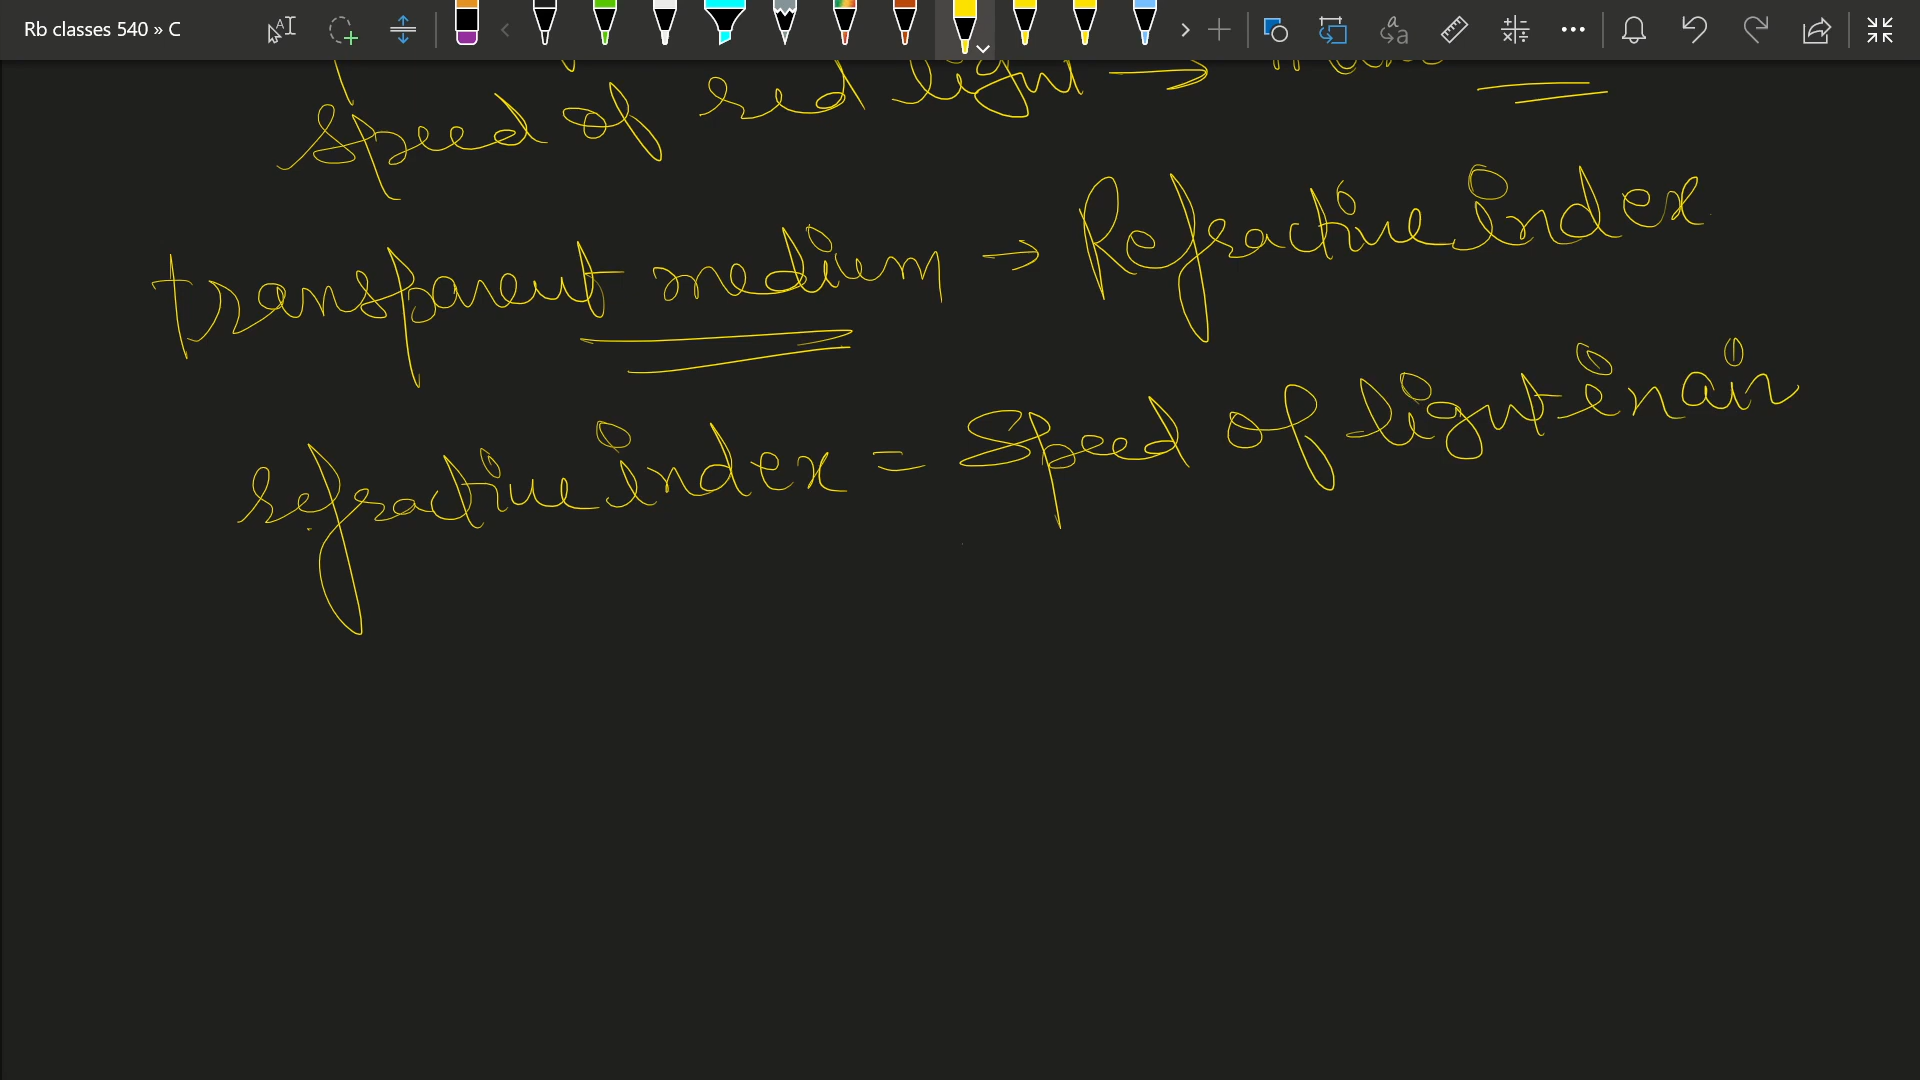 Rb classes 540 » C
Speed of red light →
transparent medium → Refractive index
refractive index = Speed of light in air